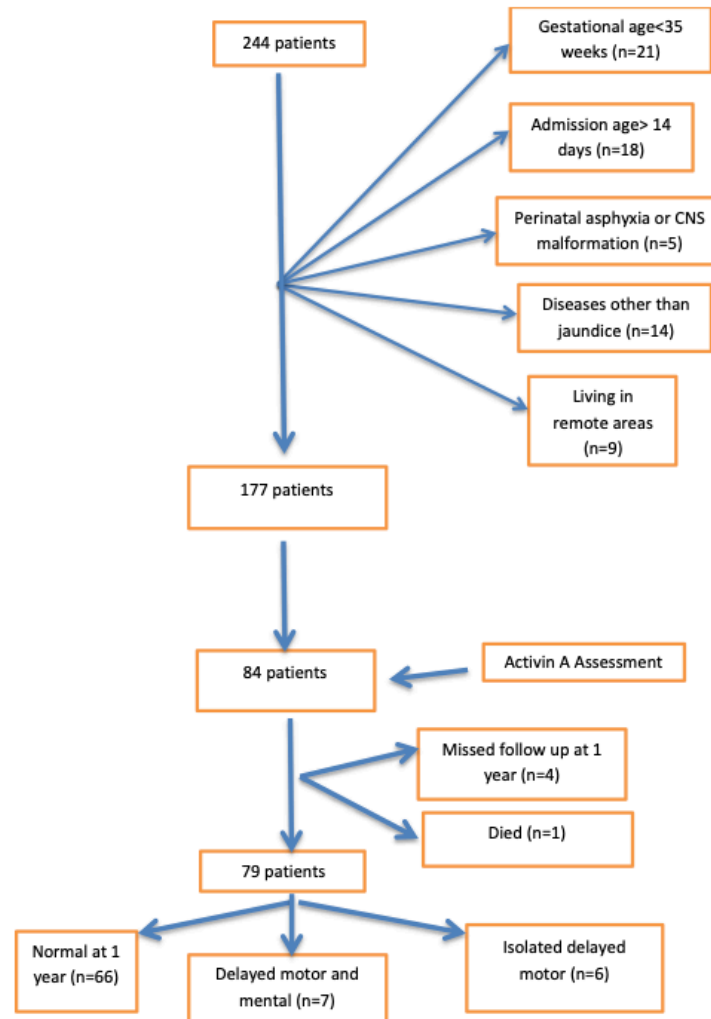 244 patients
Gestational age<35
weeks (n=21)
Admission age> 14
days (n=18)
Perinatal asphyxia or CNS
malformation (n=5)
Diseases other than
jaundice (n=14)
Living in
remote areas
(n=9)
177 patients
84 patients
Activin A Assessment
Missed follow up at 1
year (n=4)
Died (n=1)
79 patients
Normal at 1
year (n=66)
Delayed motor and
mental (n=7)
Isolated delayed
motor (n=6)